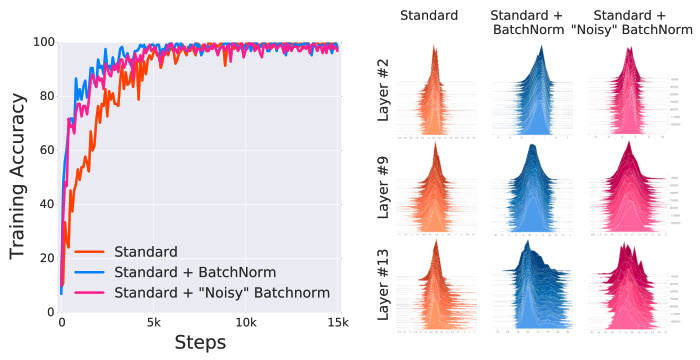 Training Accuracy
100
80
60
40
20
0
0
5k
10k
15k
Steps
Standard
Standard + BatchNorm
Standard + "Noisy" Batchnorm
Standard
Standard +
BatchNorm
Standard +
"Noisy" BatchNorm
Layer #2
Layer #9
Layer #13